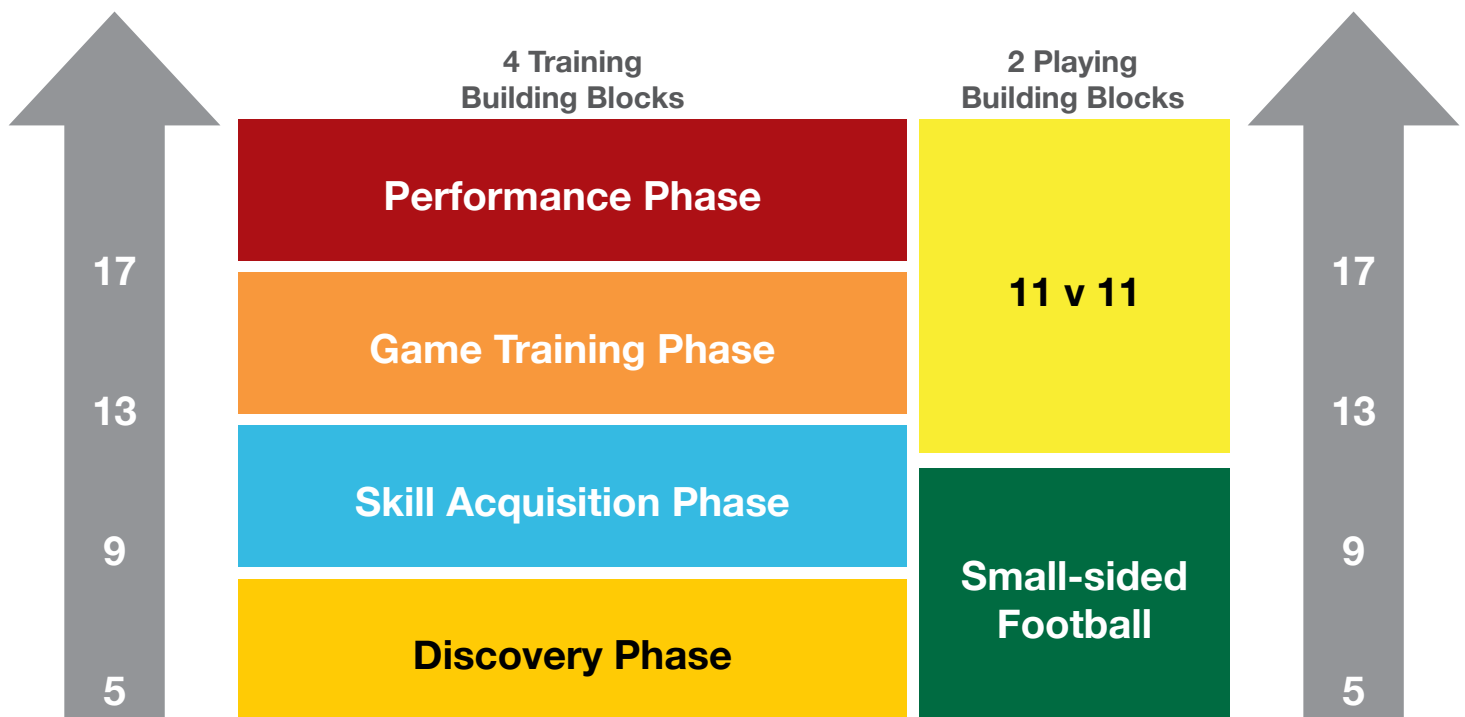 4 Training
Building Blocks
2 Playing
Building Blocks
Performance Phase
17
11 v 11
17
Game Training Phase
13
13
Skill Acquisition Phase
9
Small-sided
Football
9
Discovery Phase
5
5